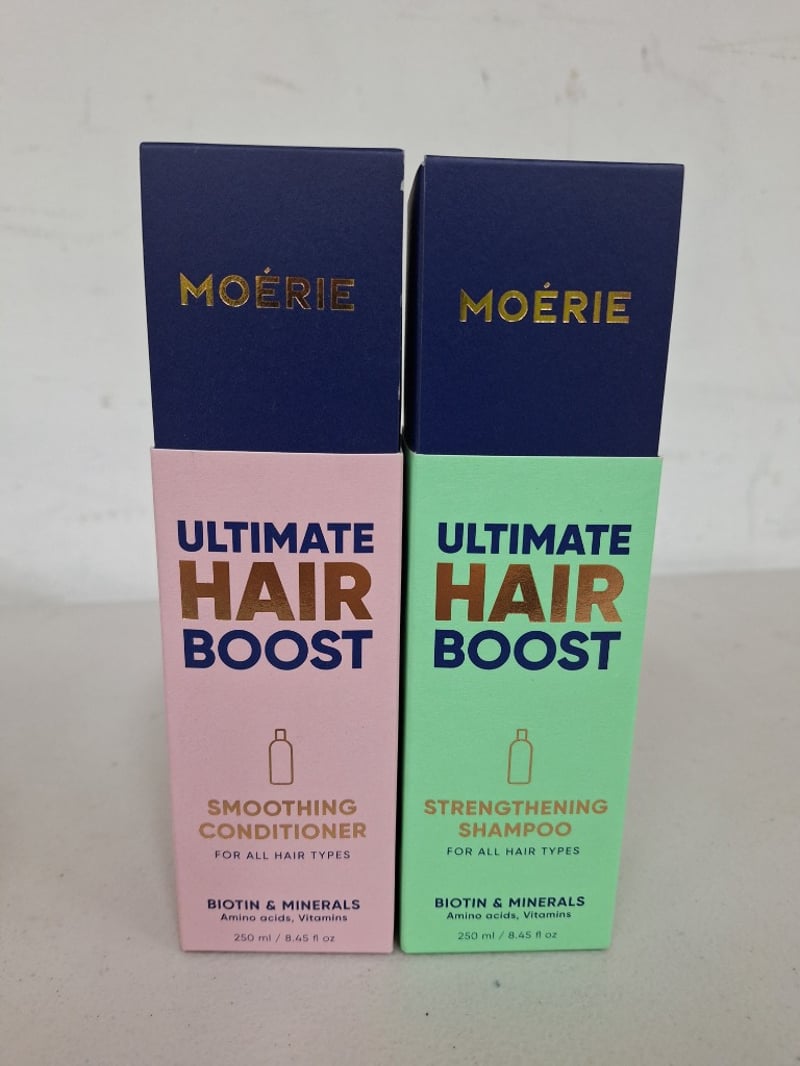 MOÉRIE
ULTIMATE
HAIR
BOOST
SMOOTHING
CONDITIONER
FOR ALL HAIR TYPES
BIOTIN & MINERALS
Amino acids, Vitamins
250 ml / 8.45 fl oz
MOÉRIE
ULTIMATE
HAIR
BOOST
STRENGTHENING
SHAMPOO
FOR ALL HAIR TYPES
BIOTIN & MINERALS
Amino acids, Vitamins
250 ml / 8.45 fl oz